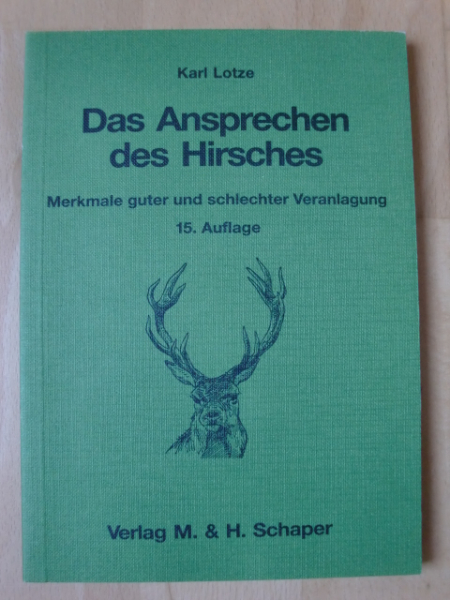 Karl Lotze
Das Ansprechen
des Hirsches
Merkmale guter und schlechter Veranlagung
15. Auflage
Verlag M. & H. Schaper